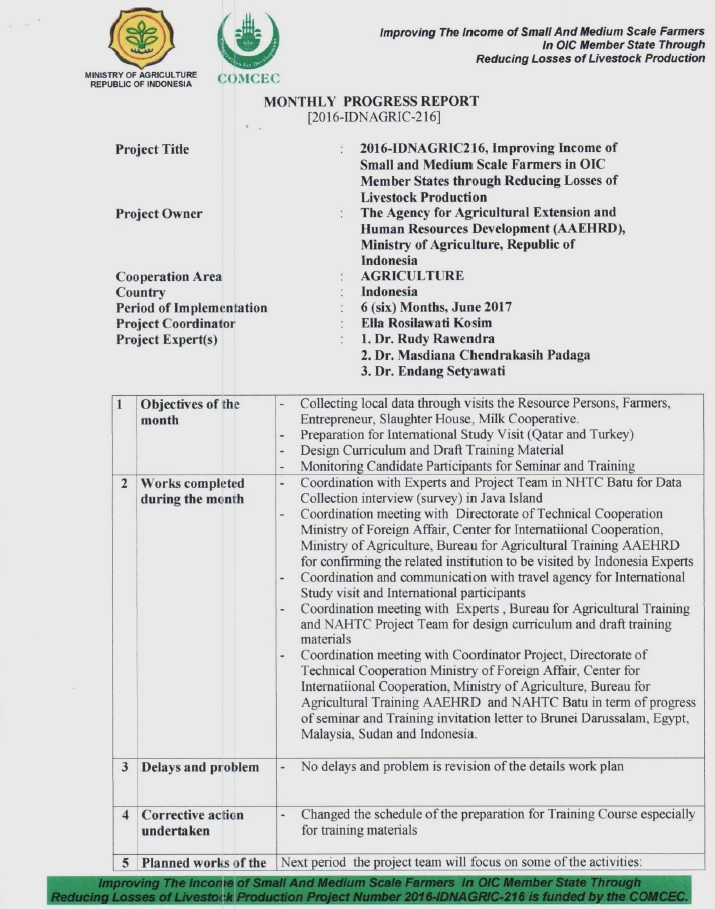 MINISTRY OF AGRICULTURE
REPUBLIC OF INDONESIA
COMCEC
Improving The Income of Small And Medium Scale Farmers
In OIC Member State Through
Reducing Losses of Livestock Production
MONTHLY PROGRESS REPORT
[2016-IDNAGRIC-216]
Project Title : 2016-IDNAGRIC216, Improving Income of
Small and Medium Scale Farmers in OIC
Member States through Reducing Losses of
Livestock Production
Project Owner : The Agency for Agricultural Extension and
Human Resources Development (AAEHRD),
Ministry of Agriculture, Republic of
Indonesia
Cooperation Area : AGRICULTURE
Country : Indonesia
Period of Implementation : 6 (six) Months, June 2017
Project Coordinator : Ella Rosilawati Kosim
Project Expert(s) : 1. Dr. Rudy Rawendra
2. Dr. Masdiana Chendrakasih Padaga
3. Dr. Endang Setyawati
1 Objectives of the month
- Collecting local data through visits the Resource Persons, Farmers,
Entrepreneur, Slaughter House, Milk Cooperative.
- Preparation for International Study Visit (Qatar and Turkey)
- Design Curriculum and Draft Training Material
- Monitoring Candidate Participants for Seminar and Training
2 Works completed during the month
- Coordination with Experts and Project Team in NHTC Batu for Data
Collection interview (survey) in Java Island
- Coordination meeting with Directorate of Technical Cooperation
Ministry of Foreign Affair, Center for Internatiional Cooperation,
Ministry of Agriculture, Bureau for Agricultural Training AAEHRD
for confirming the related institution to be visited by Indonesia Experts
- Coordination and communication with travel agency for International
Study visit and International participants
- Coordination meeting with Experts , Bureau for Agricultural Training
and NAHTC Project Team for design curriculum and draft training
materials
- Coordination meeting with Coordinator Project, Directorate of
Technical Cooperation Ministry of Foreign Affair, Center for
Internatiional Cooperation, Ministry of Agriculture, Bureau for
Agricultural Training AAEHRD and NAHTC Batu in term of progress
of seminar and Training invitation letter to Brunei Darussalam, Egypt,
Malaysia, Sudan and Indonesia.
3 Delays and problem - No delays and problem is revision of the details work plan
4 Corrective action undertaken
- Changed the schedule of the preparation for Training Course especially
for training materials
5 Planned works of the Next period the project team will focus on some of the activities:
Improving The Income of Small And Medium Scale Farmers In OIC Member State Through
Reducing Losses of Livestock Production Project Number 2016-IDNAGRIC-216 is funded by the COMCEC.